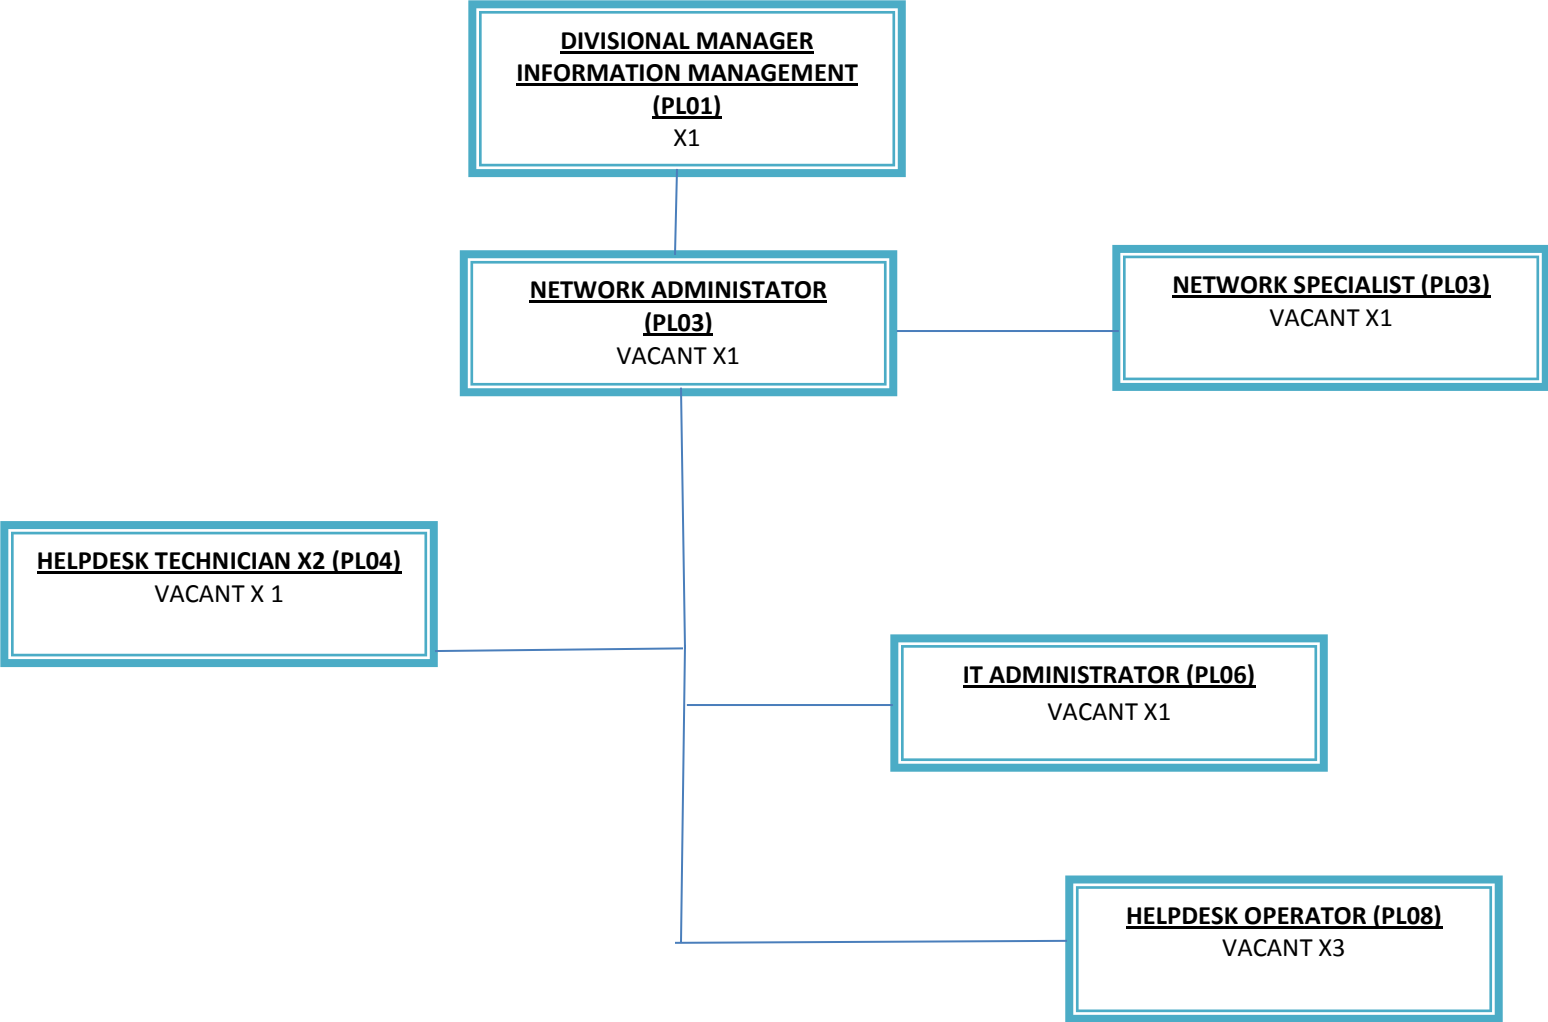 DIVISIONAL MANAGER
INFORMATION MANAGEMENT
(PL01)
X1
NETWORK ADMINISTATOR
(PL03)
VACANT X1
NETWORK SPECIALIST (PL03)
VACANT X1
HELPDESK TECHNICIAN X2 (PL04)
VACANT X 1
IT ADMINISTRATOR (PL06)
VACANT X1
HELPDESK OPERATOR (PL08)
VACANT X3